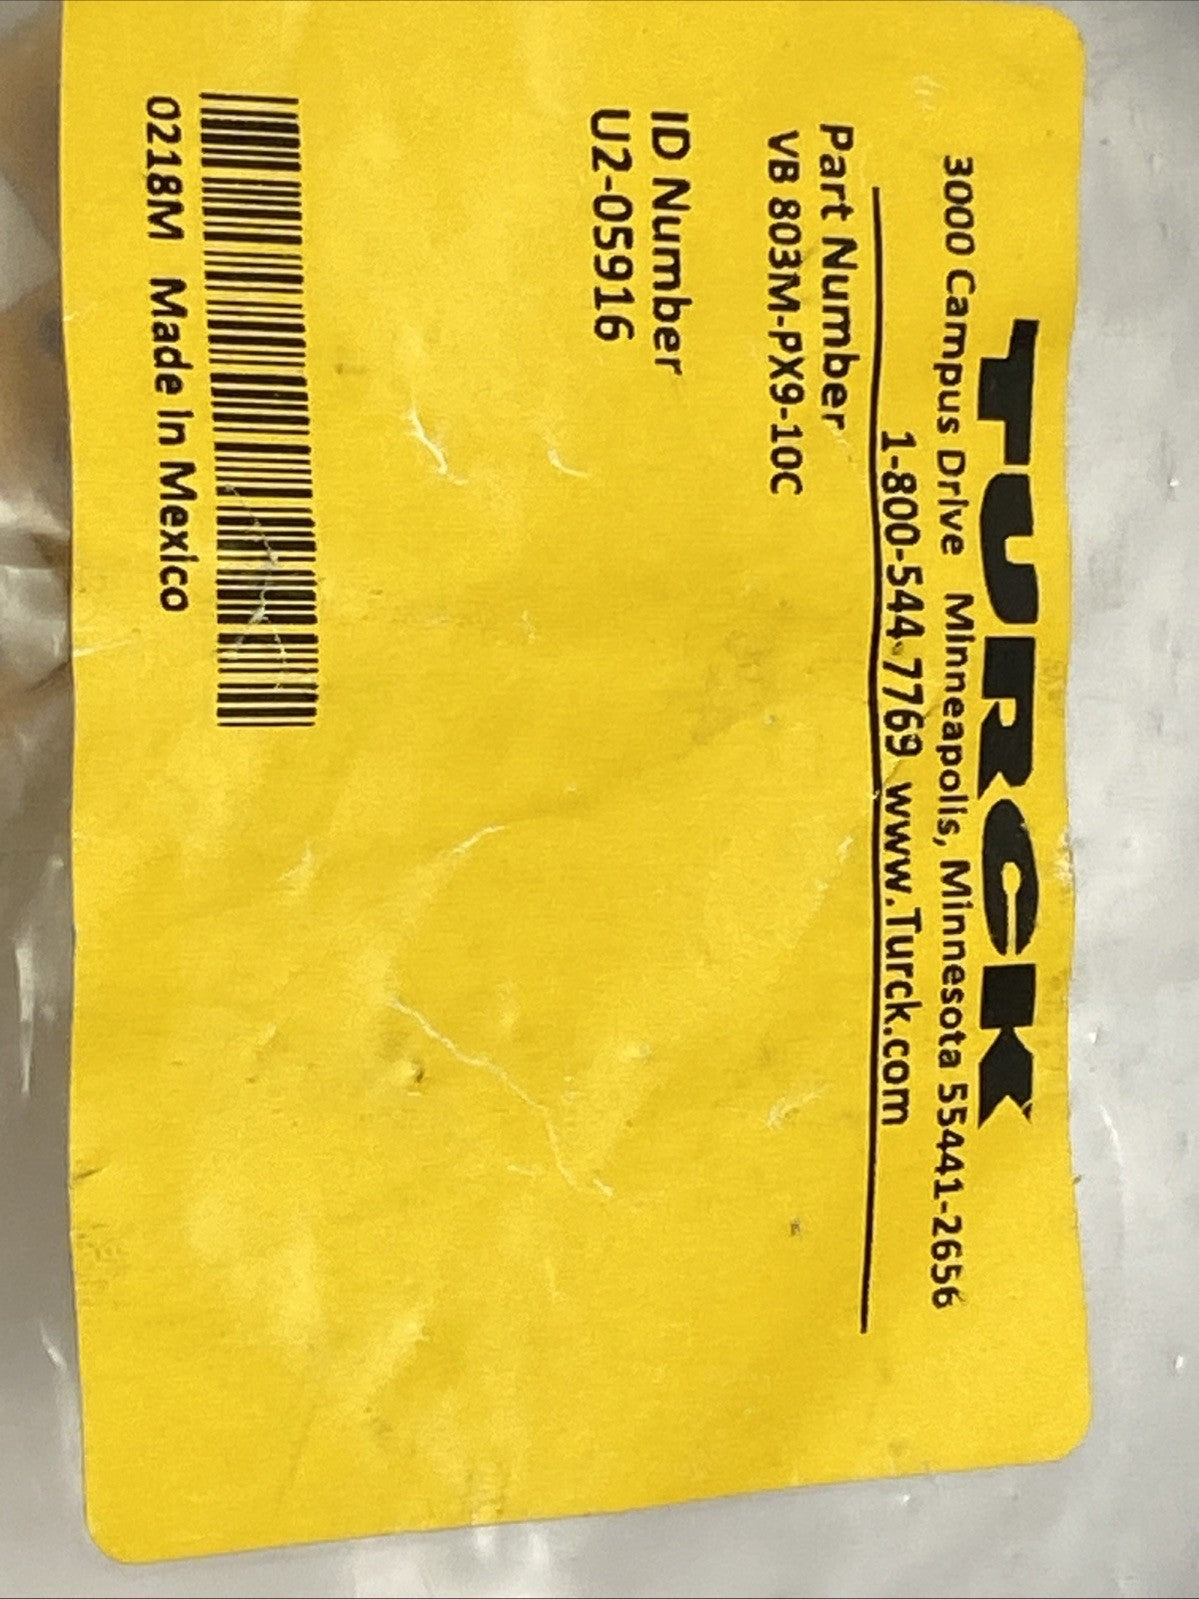 TURCK
3000 Campus Drive Minneapolis, Minnesota 55441-2656
1-800-544-7769 www.Turck.com
Part Number
VB 803M-PX9-10C
ID Number
U2-05916
0218M Made In Mexico